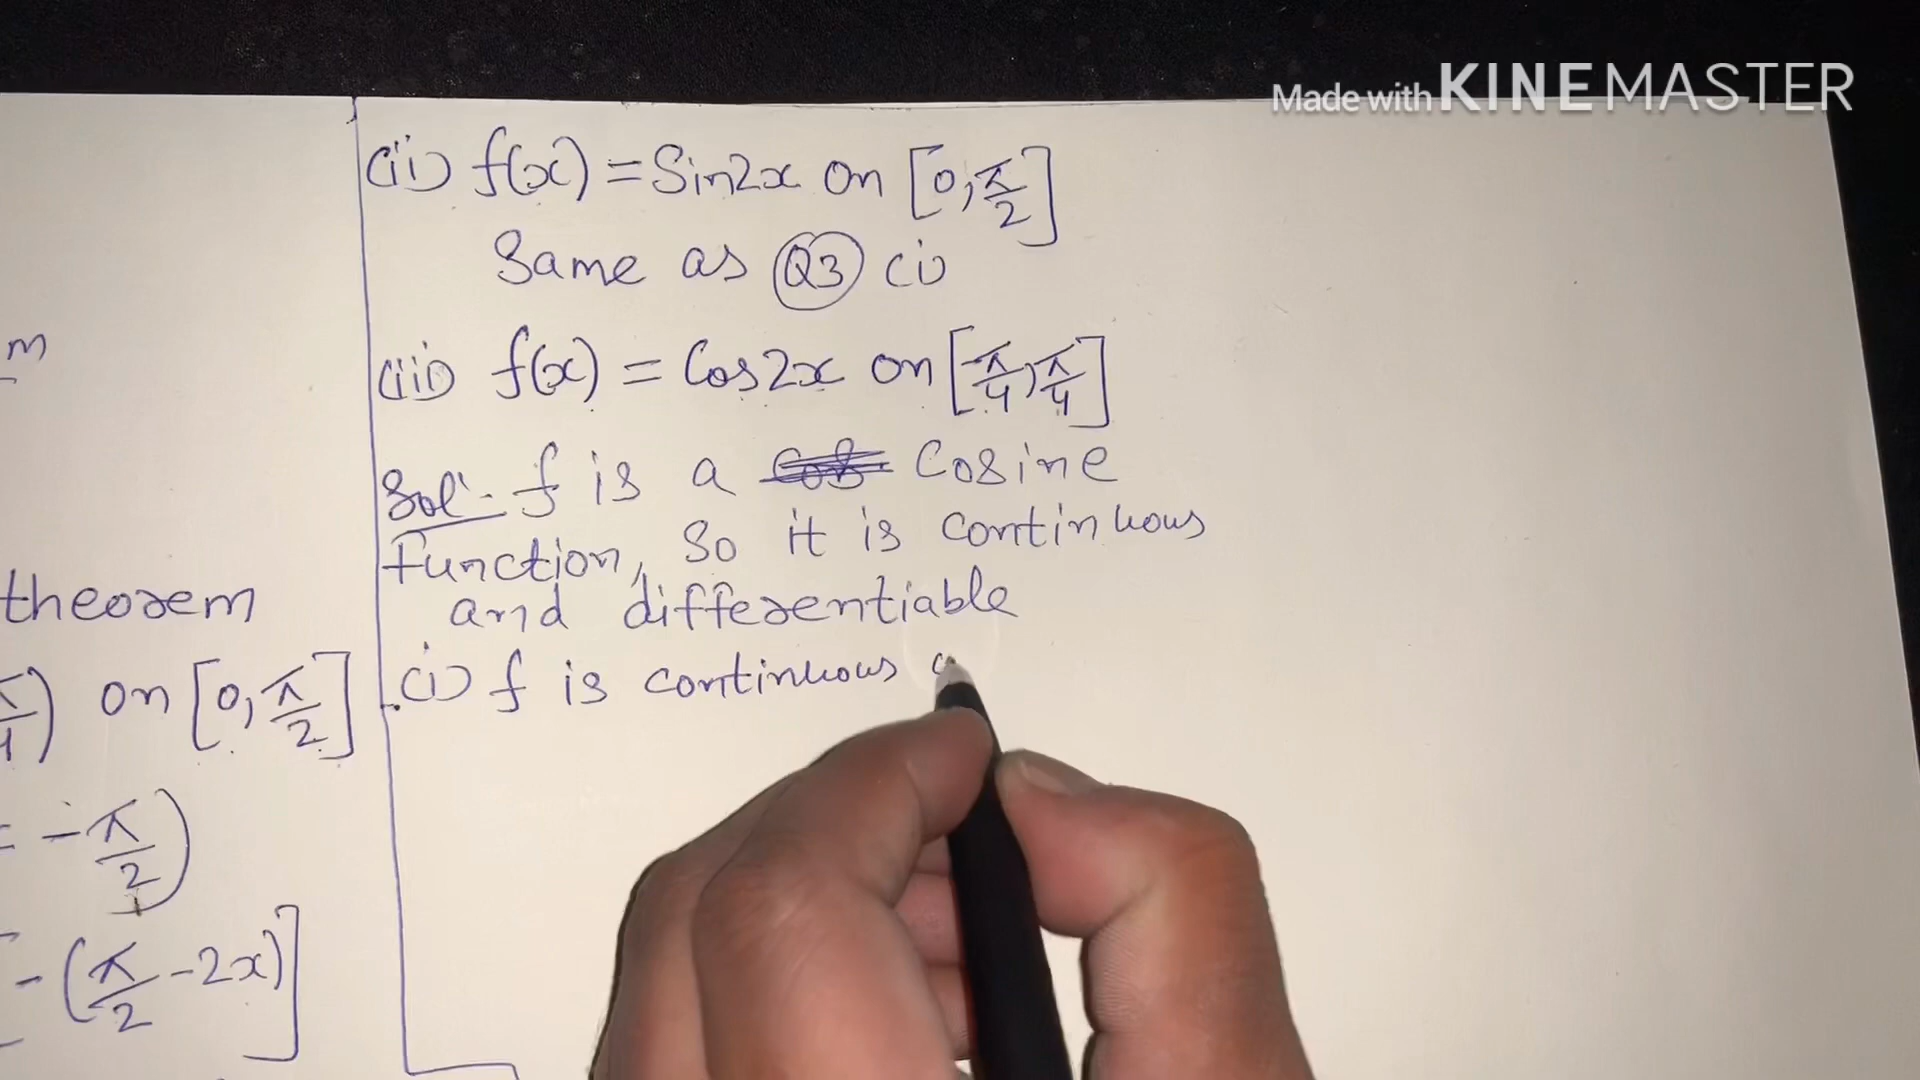 Made with KINEMASTER
m
theorem
π/4) on [0, π/2]
= -π/2)
-(π/2 - 2x)]
(ii) f(x) = Sin2x on [0, π/2]
Same as Q3 (i)
(iii) f(x) = Cos2x on [-π/4, π/4]
Sol:- f is a Cos Cosine
function, so it is continuous
and differentiable
(i) f is continuous